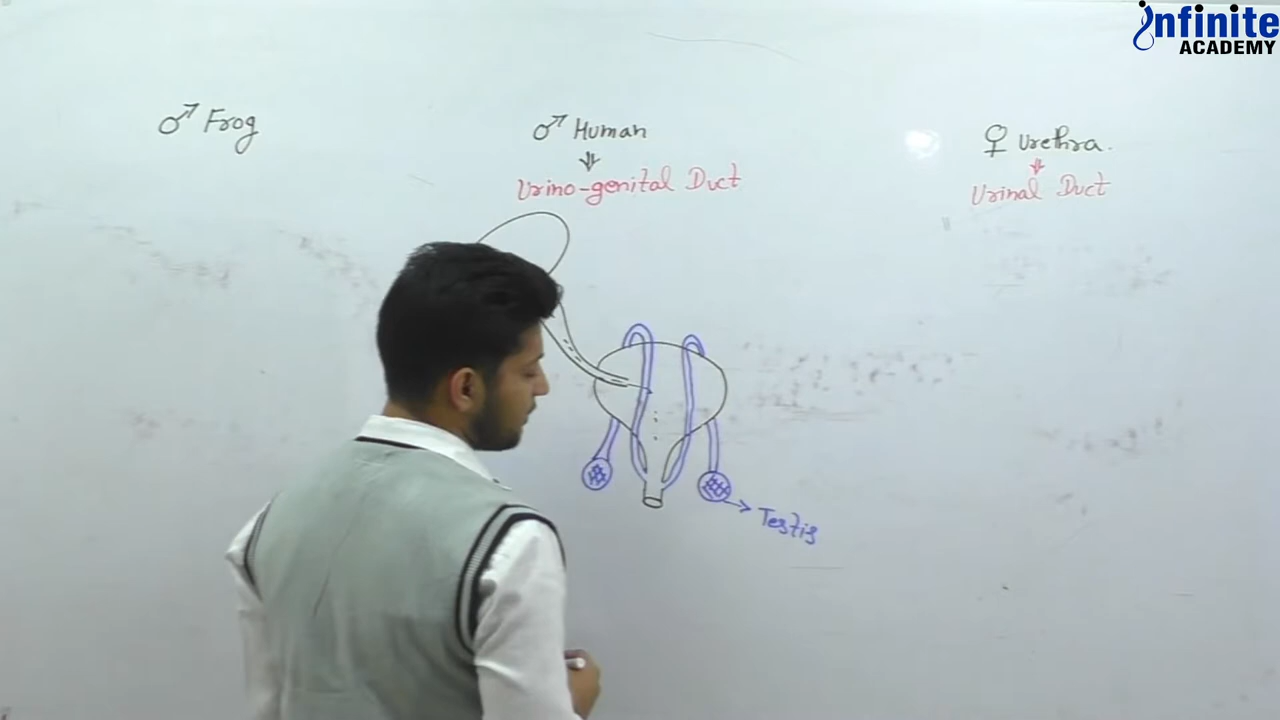 Infinite
ACADEMY
♂ Frog
♂ Human
⇓
Urino-genital Duct
♀ Urethra.
⇓
Urinal Duct
→ Testis